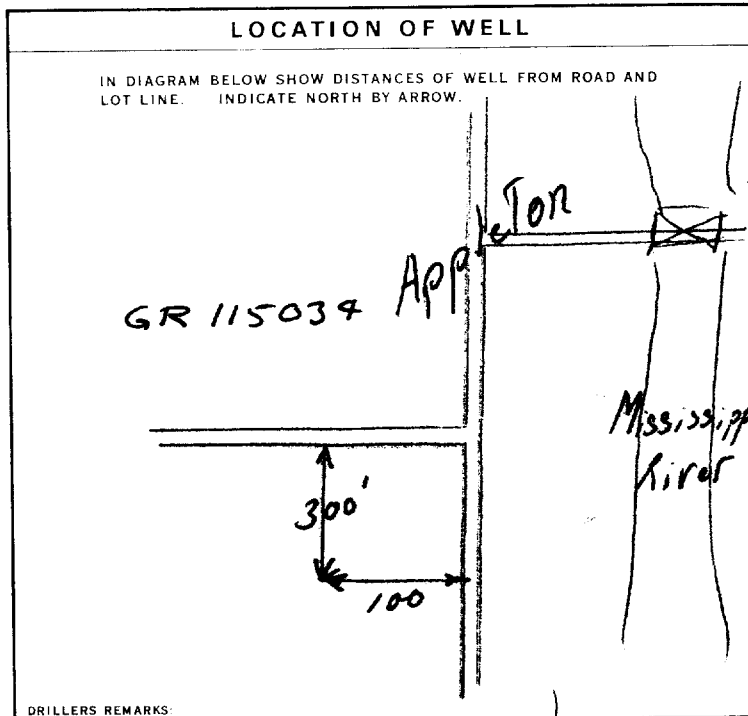 LOCATION OF WELL
IN DIAGRAM BELOW SHOW DISTANCES OF WELL FROM ROAD AND
LOT LINE. INDICATE NORTH BY ARROW.
AppleTon
GR 115034
Mississipp
River
300'
100
DRILLERS REMARKS: